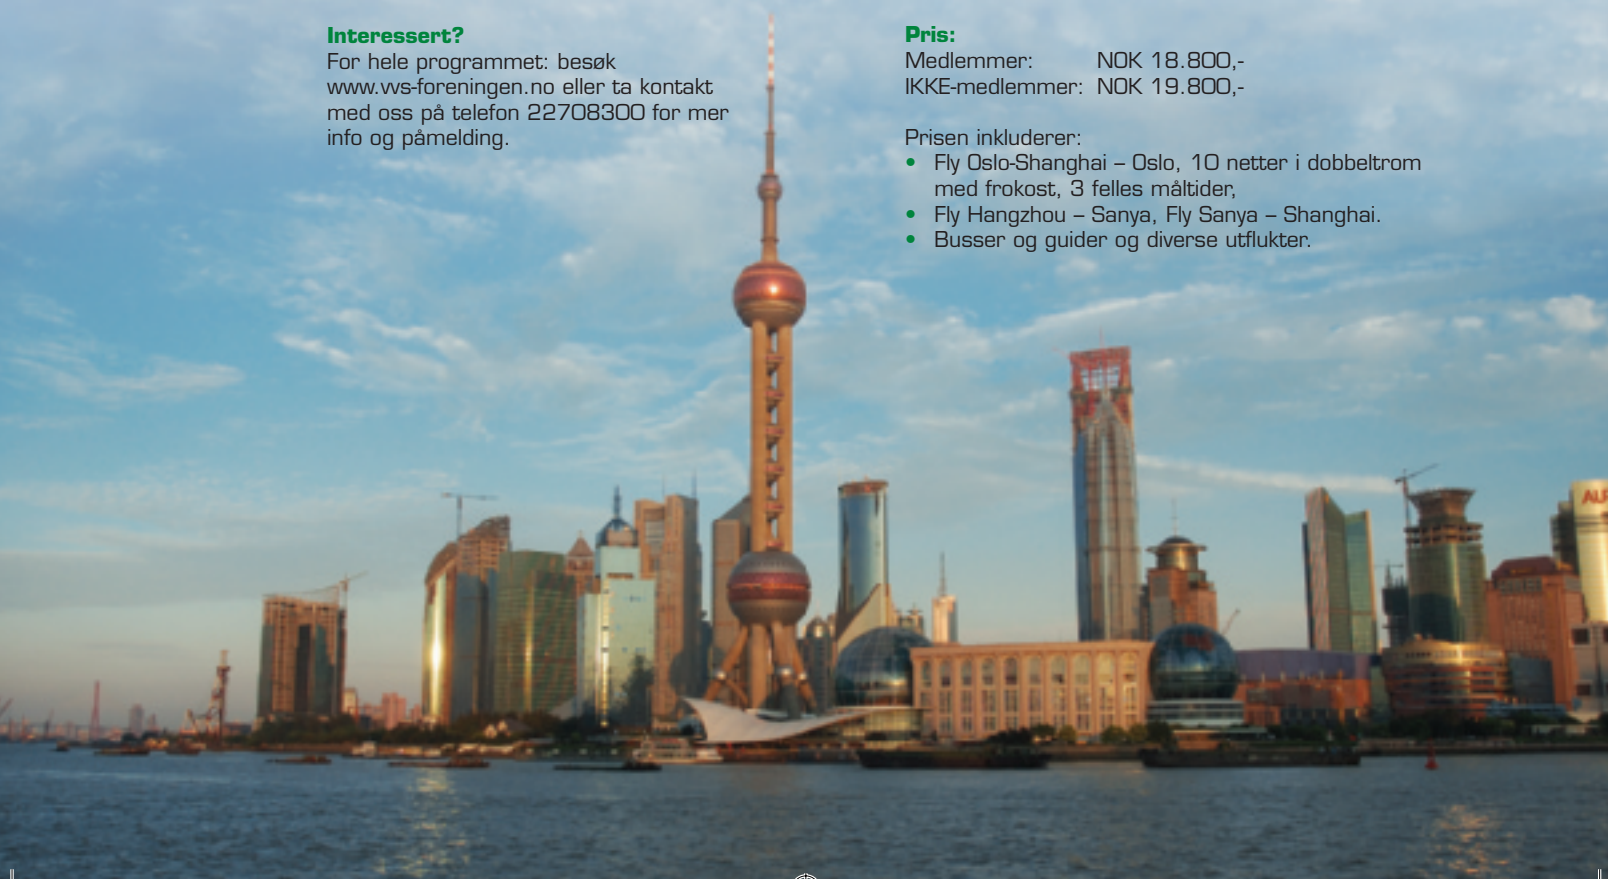 Interessert?
For hele programmet: besøk
www.vvs-foreningen.no eller ta kontakt
med oss på telefon 22708300 for mer
info og påmelding.
Pris:
Medlemmer: NOK 18.800,-
IKKE-medlemmer: NOK 19.800,-
Prisen inkluderer:
• Fly Oslo-Shanghai – Oslo, 10 netter i dobbeltrom
med frokost, 3 felles måltider,
• Fly Hangzhou – Sanya, Fly Sanya – Shanghai.
• Busser og guider og diverse utflukter.